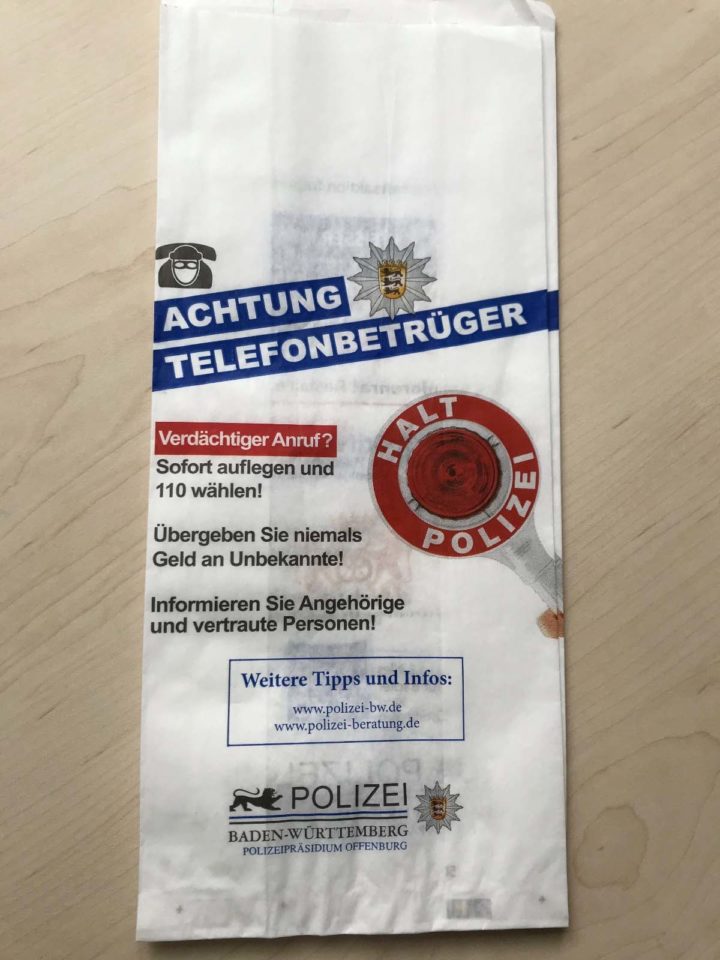 ACHTUNG
TELEFONBETRÜGER
Verdächtiger Anruf?
Sofort auflegen und
110 wählen!
HALT
POLIZEI
Übergeben Sie niemals
Geld an Unbekannte!
Informieren Sie Angehörige
und vertraute Personen!
Weitere Tipps und Infos:
www.polizei-bw.de
www.polizei-beratung.de
POLIZEI
BADEN-WÜRTTEMBERG
POLIZEIPRÄSIDIUM OFFENBURG